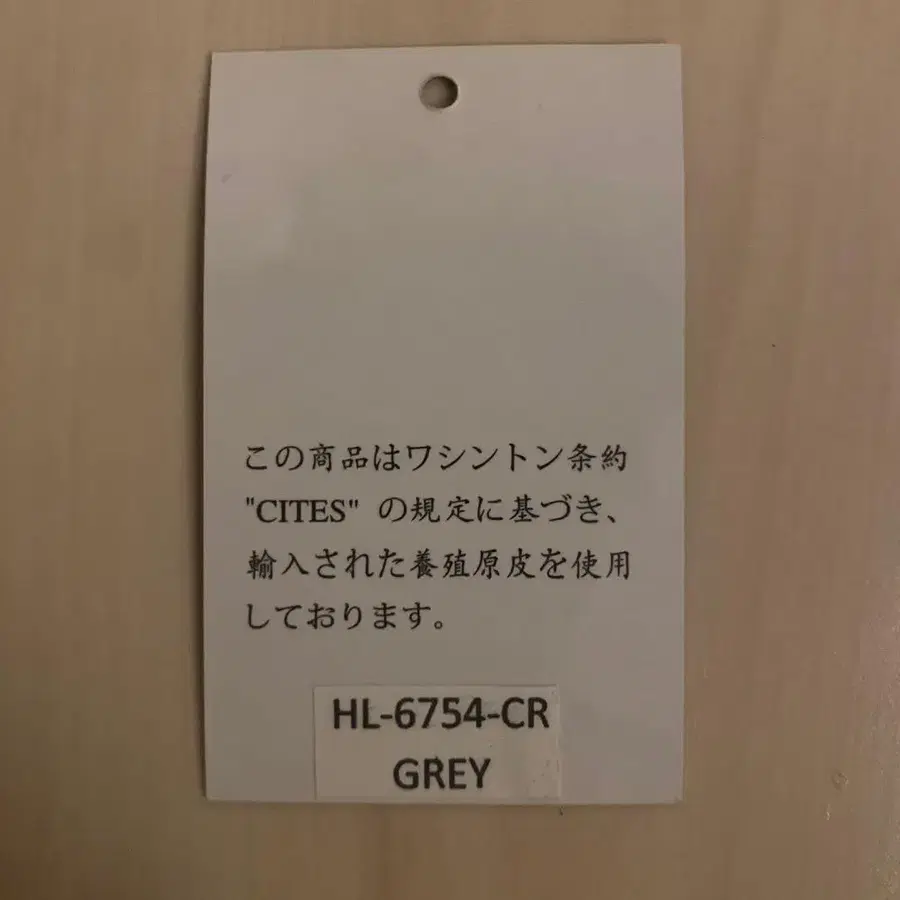 この商品はワシントン条約
"CITES" の規定に基づき、
輸入された養殖原皮を使用
しております。
HL-6754-CR
GREY